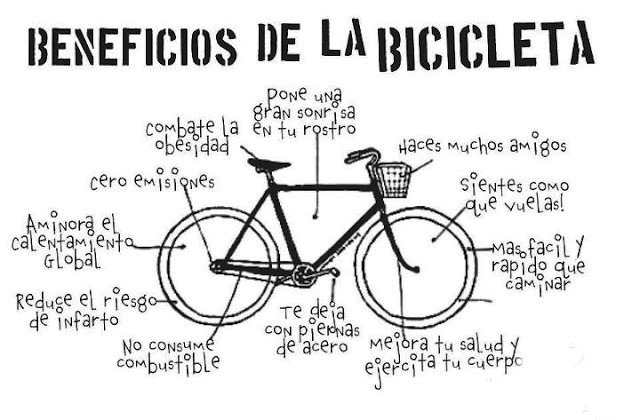 BENEFICIOS DE LA BICICLETA
pone una
gran sonrisa
en tu rostro
combate la
obesidad
Haces muchos amigos
cero emisiones
sientes como
que vuelas!
Aminora el
calentamiento
Global
Mas facil y
rapido que
caminar
Reduce el riesgo
de infarto
Te deja
con piernas
de acero
No consume
combustible
mejora tu salud y
ejercita tu cuerpo